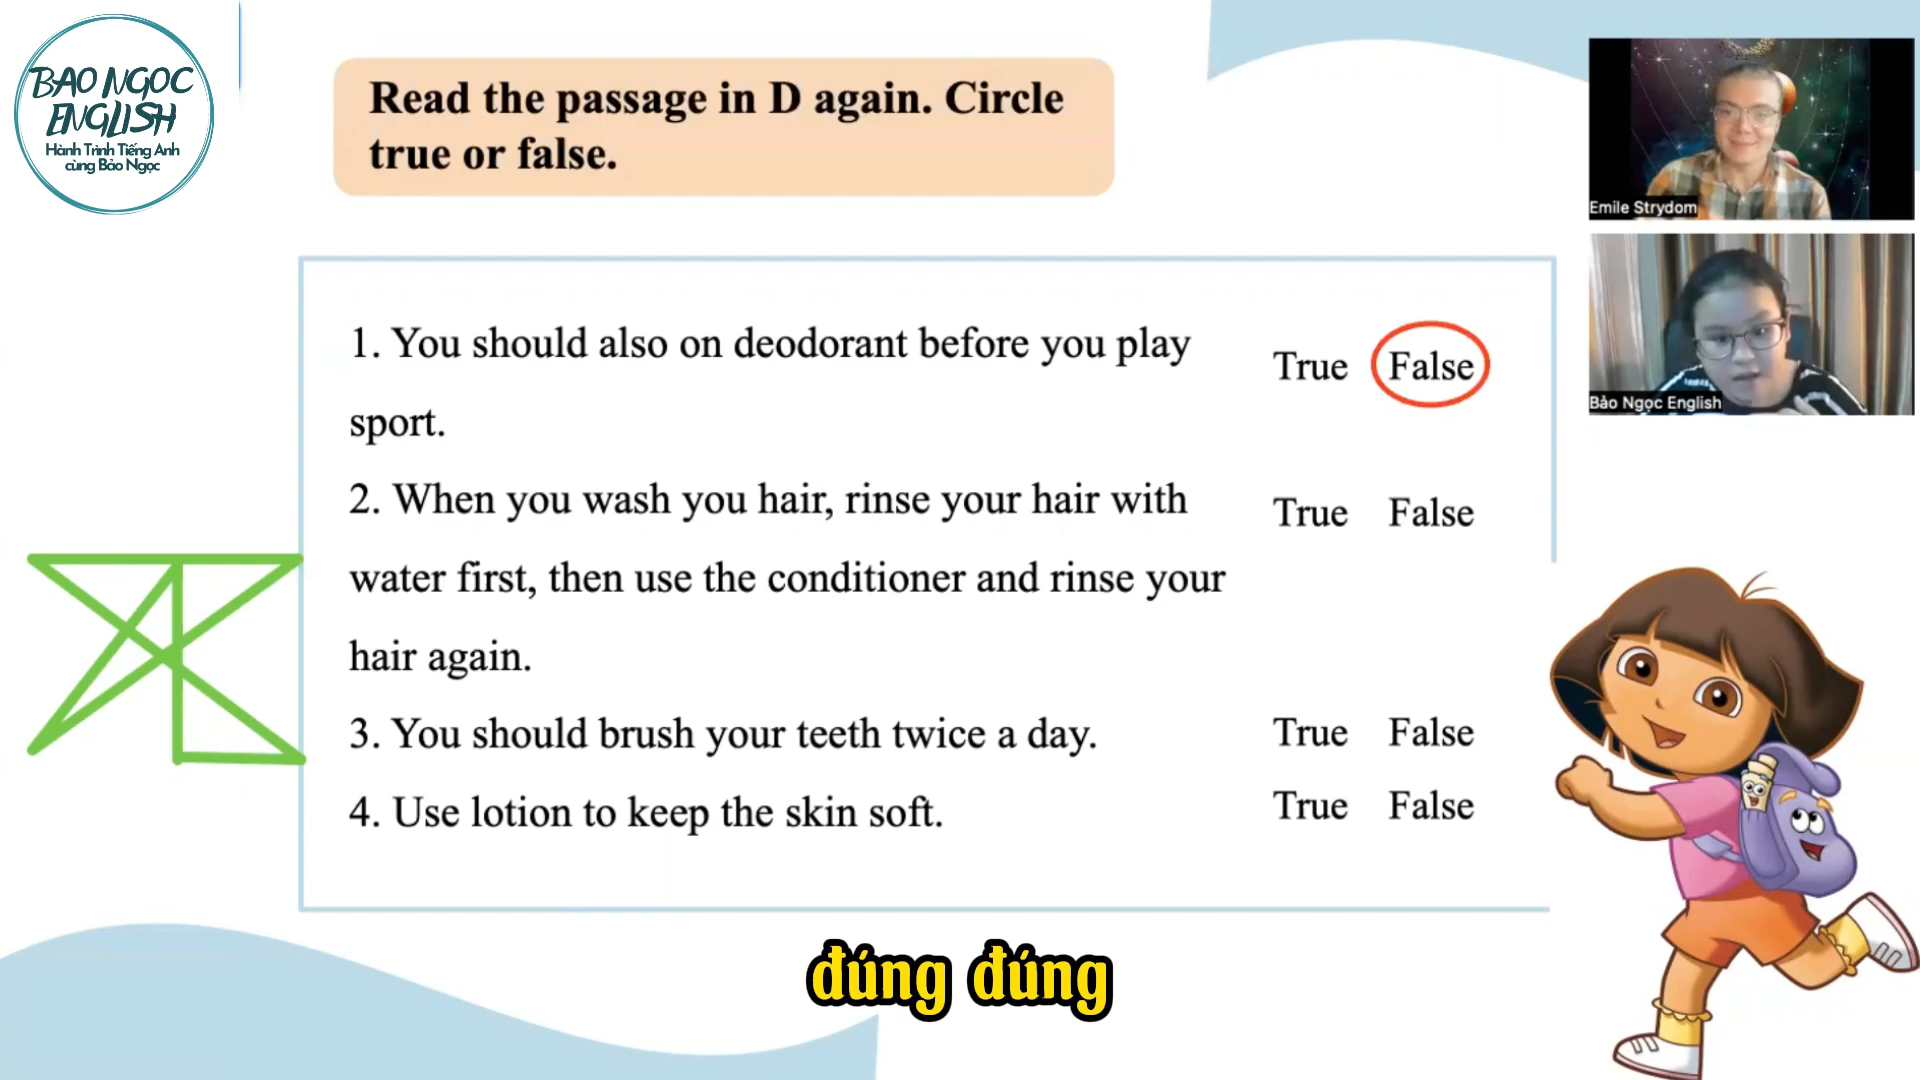 BAO NGOC
ENGLISH
Hành Trình Tiếng Anh
cùng Bảo Ngọc
Read the passage in D again. Circle
true or false.
Emile Strydom
Bảo Ngọc English
1. You should also on deodorant before you play
sport.
True False
2. When you wash you hair, rinse your hair with
water first, then use the conditioner and rinse your
hair again.
True False
3. You should brush your teeth twice a day.
True False
4. Use lotion to keep the skin soft.
True False
đúng đúng